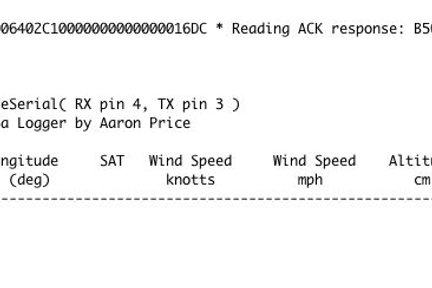 06402C10000000000000016DC * Reading ACK response: B5
eSerial( RX pin 4, TX pin 3 )
a Logger by Aaron Price
ngitude SAT Wind Speed Wind Speed Altit
(deg) knotts mph cm
--------------------------------------------------------